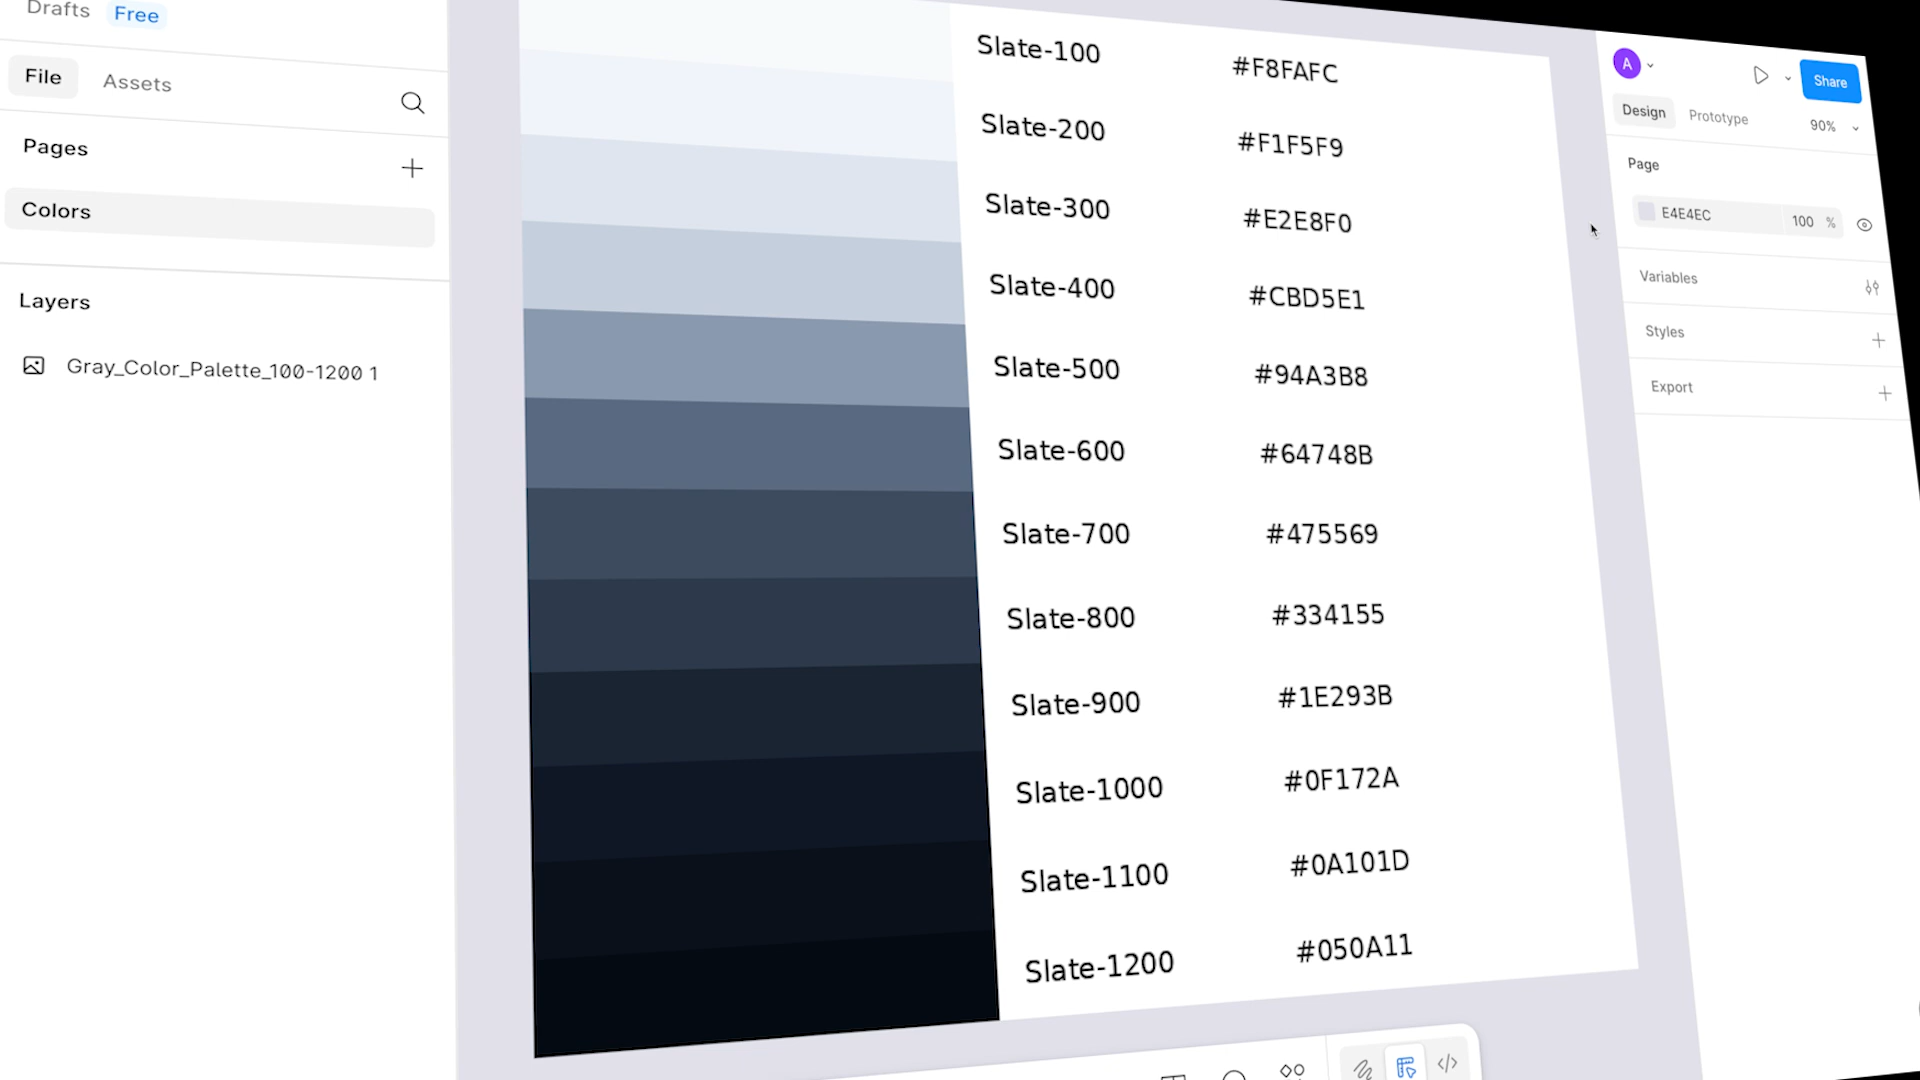 Drafts Free
File Assets
Pages
Colors
Layers
Gray_Color_Palette_100-1200 1
Slate-100 #F8FAFC
Slate-200 #F1F5F9
Slate-300 #E2E8F0
Slate-400 #CBD5E1
Slate-500 #94A3B8
Slate-600 #64748B
Slate-700 #475569
Slate-800 #334155
Slate-900 #1E293B
Slate-1000 #0F172A
Slate-1100 #0A101D
Slate-1200 #050A11
A
Share
Design Prototype 90%
Page
E4E4EC 100 %
Variables
Styles
Export